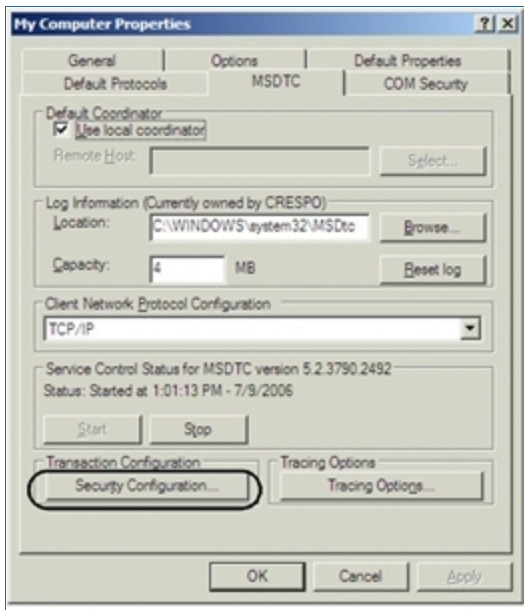 My Computer Properties
General Options Default Properties
Default Protocols MSDTC COM Security
Default Coordinator
Use local coordinator
Remote Host:
Select...
Log Information (Currently owned by CRESPO)
Location: C:\WINDOWS\system32\MSDtc Browse...
Capacity: 4 MB Reset log
Client Network Protocol Configuration
TCP/IP
Service Control Status for MSDTC version 5.2.3790.2492
Status: Started at 1:01:13 PM - 7/9/2006
Start Stop
Transaction Configuration Tracing Options
Security Configuration... Tracing Options...
OK Cancel Apply